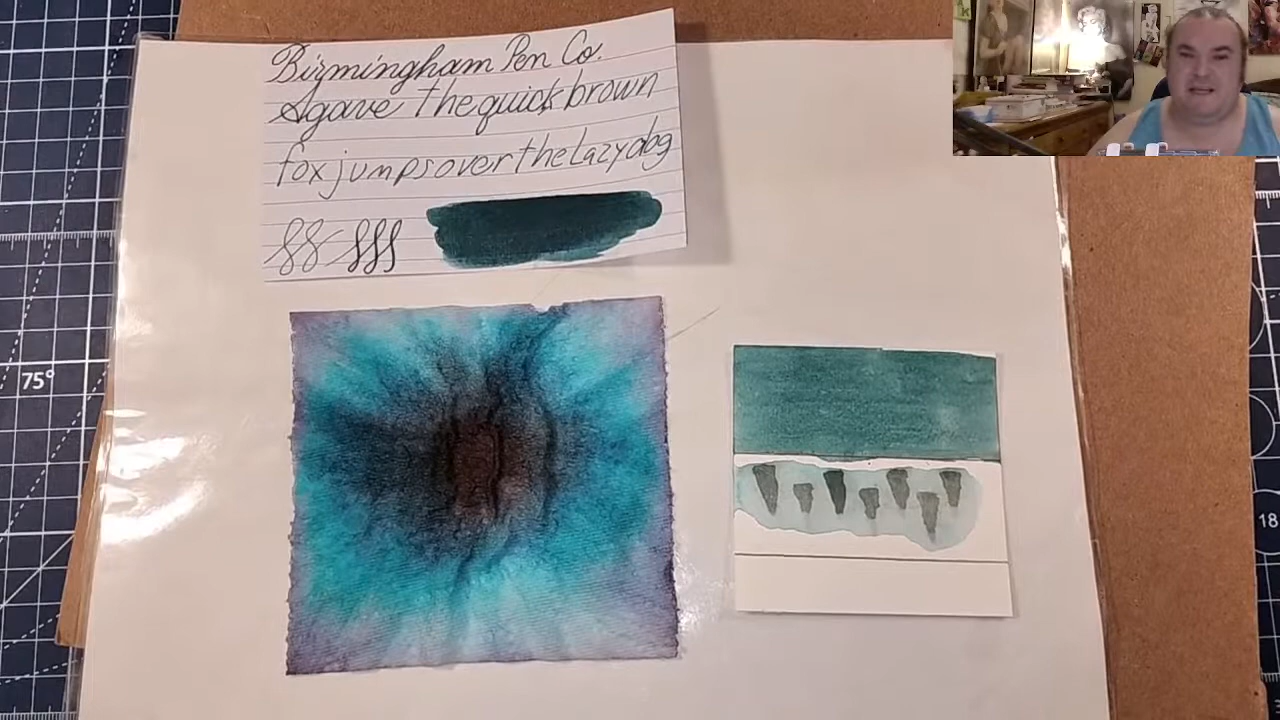 Birmingham Pen Co.
Agave the quick brown
fox jumps over the lazy dog
75°
18